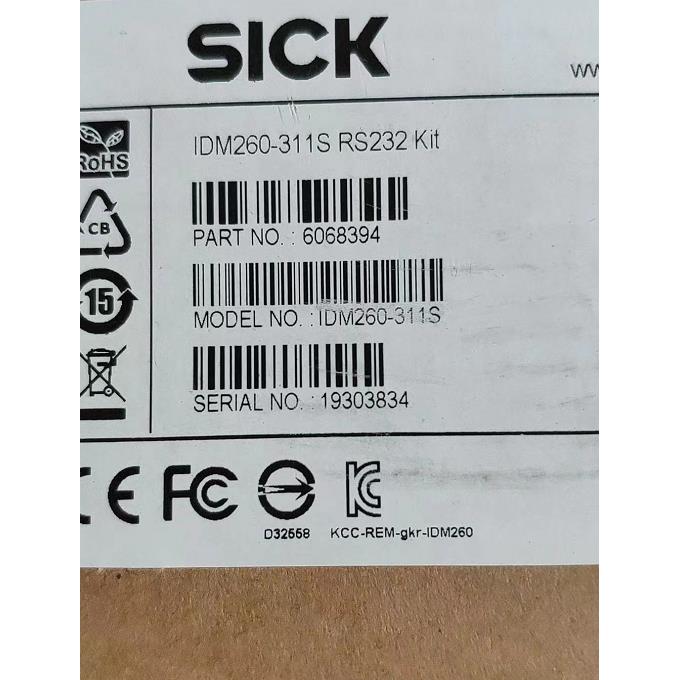 SICK
ww
RoHS
IDM260-311S RS232 Kit
PART NO. : 6068394
CB
MODEL NO. : IDM260-311S
15
SERIAL NO. : 19303834
CE FC
D32558 KCC-REM-gkr-IDM260